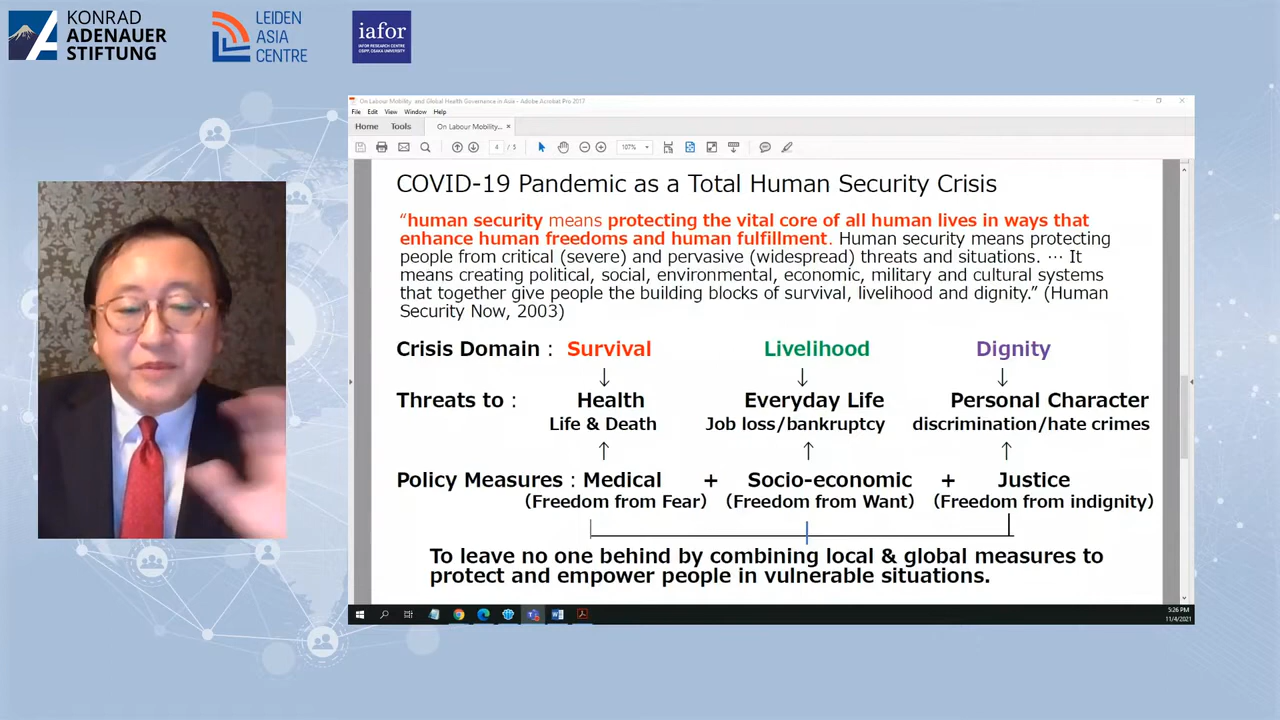 KONRAD
ADENAUER
STIFTUNG
LEIDEN
ASIA
CENTRE
iafor
IAFOR RESEARCH CENTRE
OSIPP, OSAKA UNIVERSITY
On Labour Mobility and Global Health Governance in Asia - Adobe Acrobat Pro 2017
File Edit View Window Help
Home Tools On Labour Mobility... ×
4 / 5 107%
COVID-19 Pandemic as a Total Human Security Crisis
“human security means protecting the vital core of all human lives in ways that
enhance human freedoms and human fulfillment. Human security means protecting
people from critical (severe) and pervasive (widespread) threats and situations. … It
means creating political, social, environmental, economic, military and cultural systems
that together give people the building blocks of survival, livelihood and dignity.” (Human
Security Now, 2003)
Crisis Domain : Survival Livelihood Dignity
↓ ↓ ↓
Threats to : Health Everyday Life Personal Character
Life & Death Job loss/bankruptcy discrimination/hate crimes
↑ ↑ ↑
Policy Measures : Medical + Socio-economic + Justice
(Freedom from Fear) (Freedom from Want) (Freedom from indignity)
To leave no one behind by combining local & global measures to
protect and empower people in vulnerable situations.
5:26 PM
11/4/2021